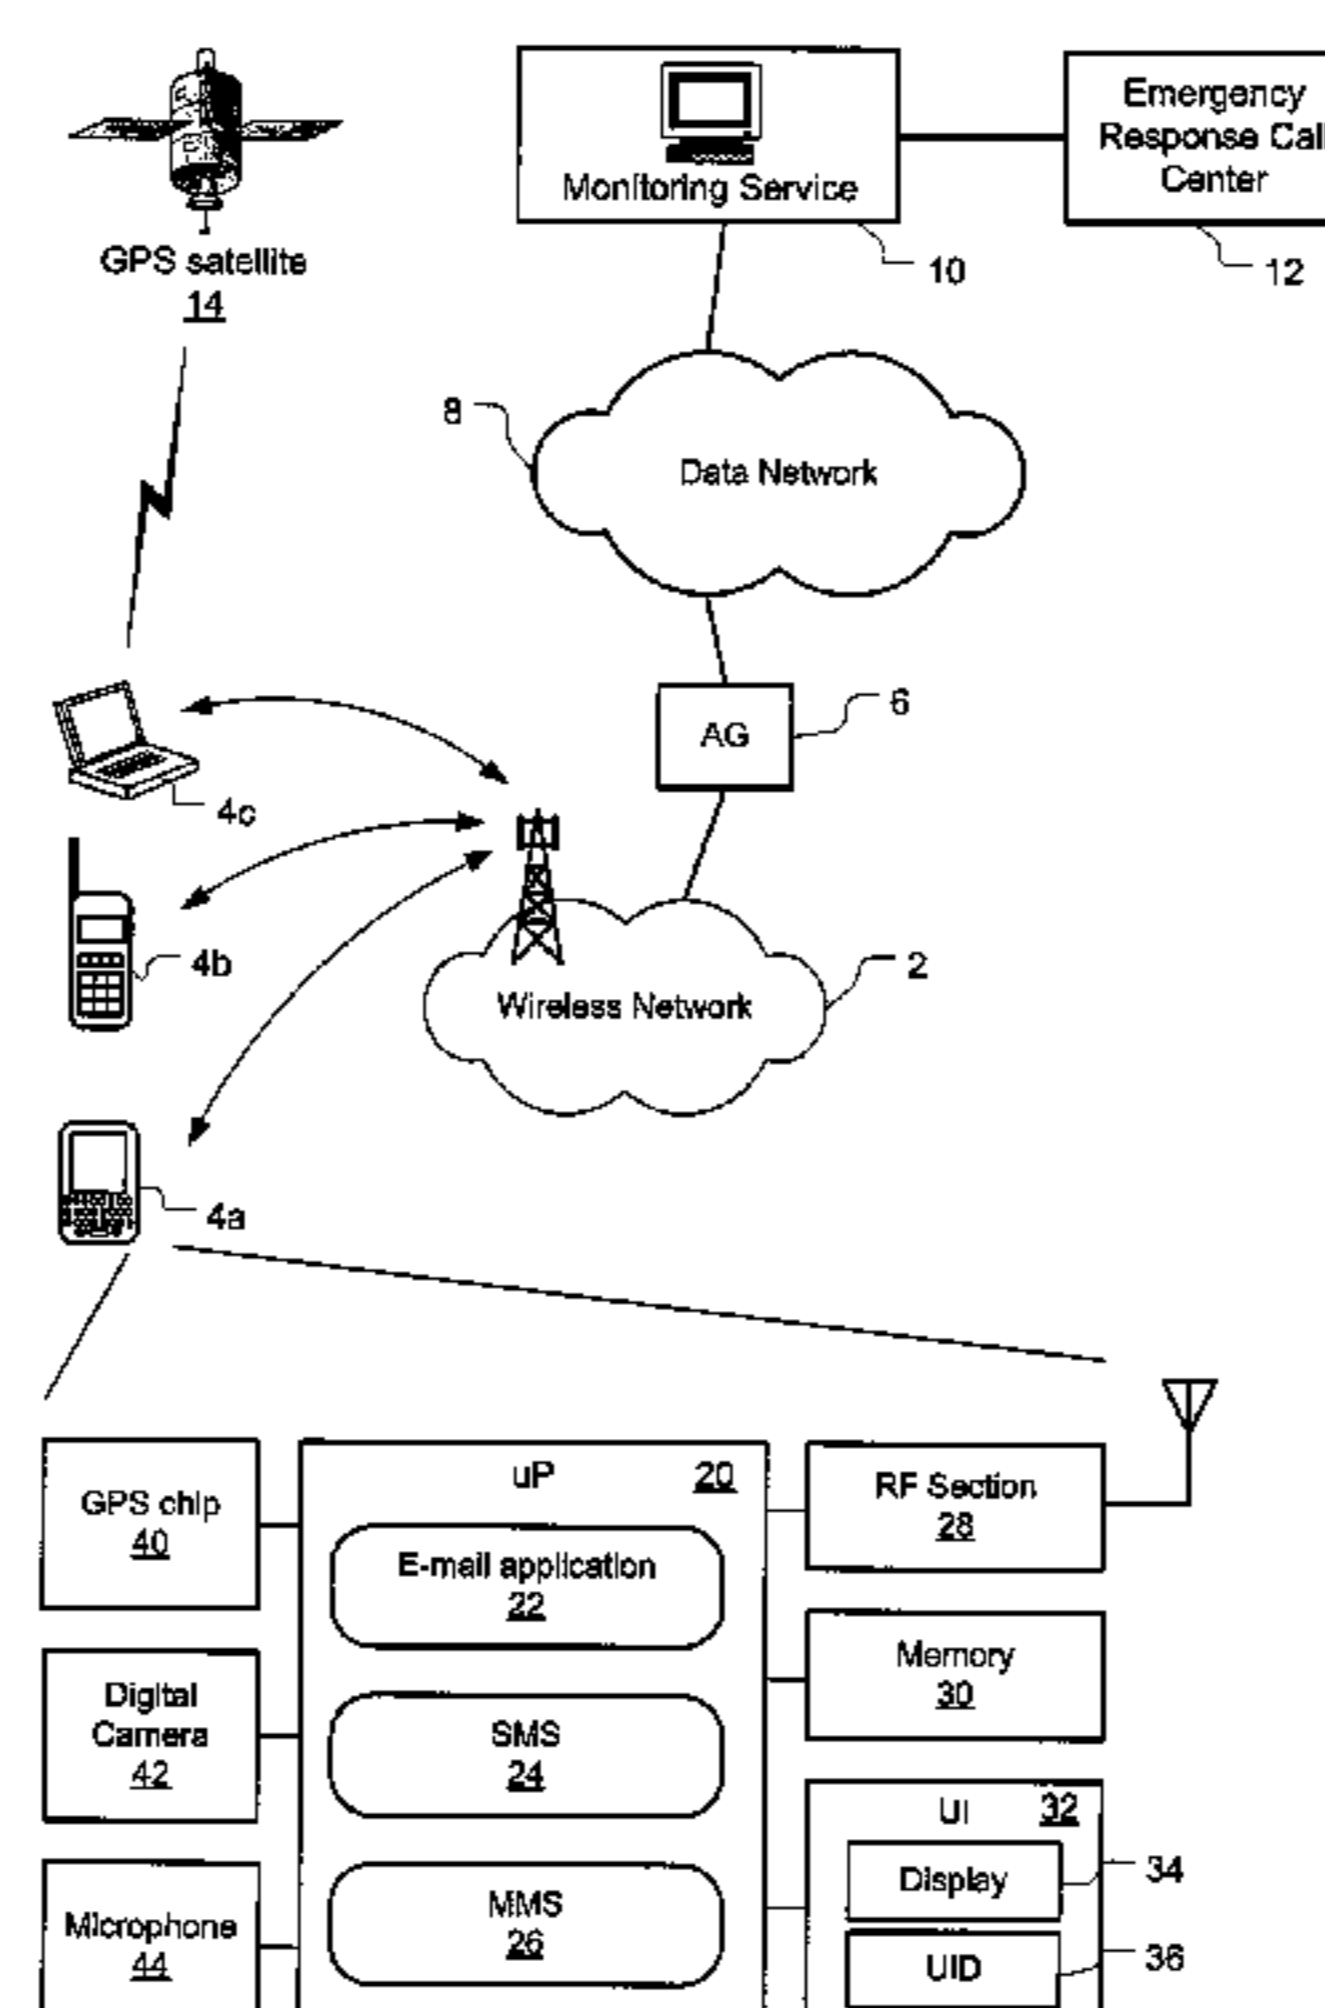 GPS satellite
14
Monitoring Service
10
Emergency
Response Call
Center
12
8
Data Network
AG
6
4c
4b
Wireless Network
2
4a
GPS chip
40
Digital
Camera
42
Microphone
44
uP
20
E-mail application
22
SMS
24
MMS
26
RF Section
28
Memory
30
UI
32
Display
34
UID
36